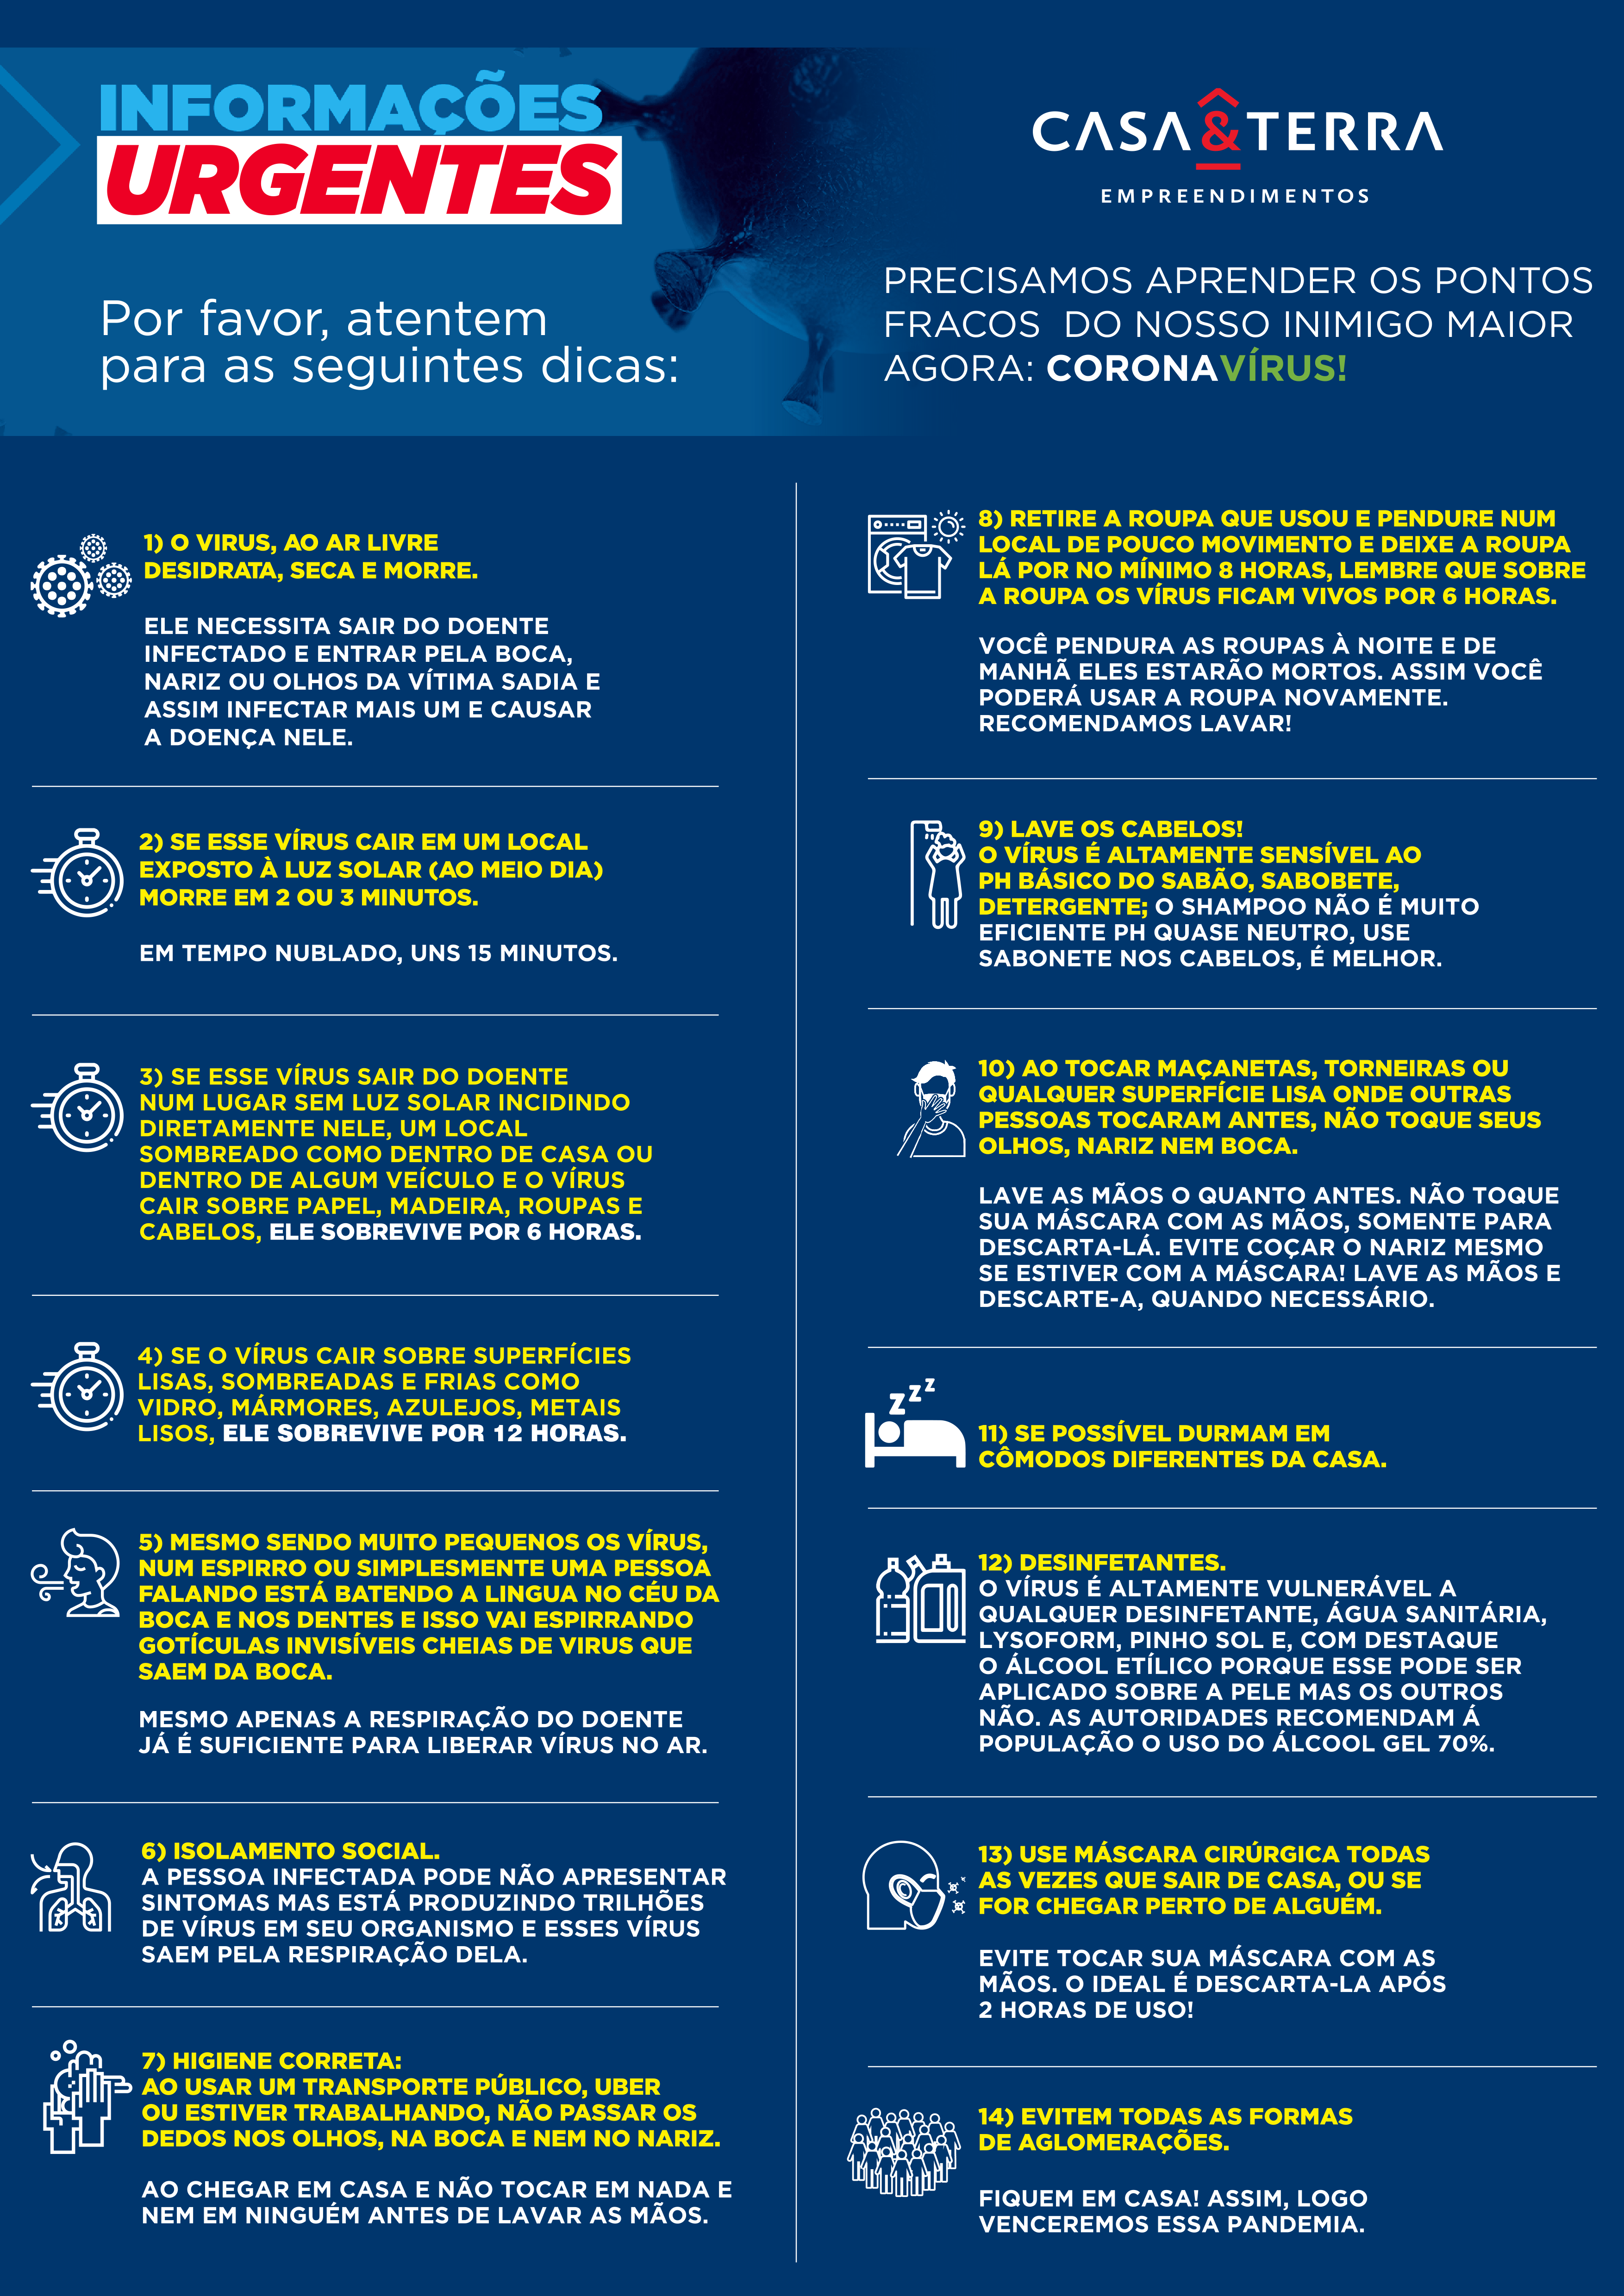 INFORMAÇÕES
URGENTES
Por favor, atentem
para as seguintes dicas:
CASA & TERRA
EMPREENDIMENTOS
PRECISAMOS APRENDER OS PONTOS
FRACOS DO NOSSO INIMIGO MAIOR
AGORA: CORONAVÍRUS!
1) O VIRUS, AO AR LIVRE
DESIDRATA, SECA E MORRE.
ELE NECESSITA SAIR DO DOENTE
INFECTADO E ENTRAR PELA BOCA,
NARIZ OU OLHOS DA VÍTIMA SADIA E
ASSIM INFECTAR MAIS UM E CAUSAR
A DOENÇA NELE.
2) SE ESSE VÍRUS CAIR EM UM LOCAL
EXPOSTO À LUZ SOLAR (AO MEIO DIA)
MORRE EM 2 OU 3 MINUTOS.
EM TEMPO NUBLADO, UNS 15 MINUTOS.
3) SE ESSE VÍRUS SAIR DO DOENTE
NUM LUGAR SEM LUZ SOLAR INCIDINDO
DIRETAMENTE NELE, UM LOCAL
SOMBREADO COMO DENTRO DE CASA OU
DENTRO DE ALGUM VEÍCULO E O VÍRUS
CAIR SOBRE PAPEL, MADEIRA, ROUPAS E
CABELOS, ELE SOBREVIVE POR 6 HORAS.
4) SE O VÍRUS CAIR SOBRE SUPERFÍCIES
LISAS, SOMBREADAS E FRIAS COMO
VIDRO, MÁRMORES, AZULEJOS, METAIS
LISOS, ELE SOBREVIVE POR 12 HORAS.
5) MESMO SENDO MUITO PEQUENOS OS VÍRUS,
NUM ESPIRRO OU SIMPLESMENTE UMA PESSOA
FALANDO ESTÁ BATENDO A LINGUA NO CÉU DA
BOCA E NOS DENTES E ISSO VAI ESPIRRANDO
GOTÍCULAS INVISÍVEIS CHEIAS DE VIRUS QUE
SAEM DA BOCA.
MESMO APENAS A RESPIRAÇÃO DO DOENTE
JÁ É SUFICIENTE PARA LIBERAR VÍRUS NO AR.
6) ISOLAMENTO SOCIAL.
A PESSOA INFECTADA PODE NÃO APRESENTAR
SINTOMAS MAS ESTÁ PRODUZINDO TRILHÕES
DE VÍRUS EM SEU ORGANISMO E ESSES VÍRUS
SAEM PELA RESPIRAÇÃO DELA.
7) HIGIENE CORRETA:
AO USAR UM TRANSPORTE PÚBLICO, UBER
OU ESTIVER TRABALHANDO, NÃO PASSAR OS
DEDOS NOS OLHOS, NA BOCA E NEM NO NARIZ.
AO CHEGAR EM CASA E NÃO TOCAR EM NADA E
NEM EM NINGUÉM ANTES DE LAVAR AS MÃOS.
8) RETIRE A ROUPA QUE USOU E PENDURE NUM
LOCAL DE POUCO MOVIMENTO E DEIXE A ROUPA
LÁ POR NO MÍNIMO 8 HORAS, LEMBRE QUE SOBRE
A ROUPA OS VÍRUS FICAM VIVOS POR 6 HORAS.
VOCÊ PENDURA AS ROUPAS À NOITE E DE
MANHÃ ELES ESTARÃO MORTOS. ASSIM VOCÊ
PODERÁ USAR A ROUPA NOVAMENTE.
RECOMENDAMOS LAVAR!
9) LAVE OS CABELOS!
O VÍRUS É ALTAMENTE SENSÍVEL AO
PH BÁSICO DO SABÃO, SABOBETE,
DETERGENTE; O SHAMPOO NÃO É MUITO
EFICIENTE PH QUASE NEUTRO, USE
SABONETE NOS CABELOS, É MELHOR.
10) AO TOCAR MAÇANETAS, TORNEIRAS OU
QUALQUER SUPERFÍCIE LISA ONDE OUTRAS
PESSOAS TOCARAM ANTES, NÃO TOQUE SEUS
OLHOS, NARIZ NEM BOCA.
LAVE AS MÃOS O QUANTO ANTES. NÃO TOQUE
SUA MÁSCARA COM AS MÃOS, SOMENTE PARA
DESCARTA-LÁ. EVITE COÇAR O NARIZ MESMO
SE ESTIVER COM A MÁSCARA! LAVE AS MÃOS E
DESCARTE-A, QUANDO NECESSÁRIO.
zzz
11) SE POSSÍVEL DURMAM EM
CÔMODOS DIFERENTES DA CASA.
12) DESINFETANTES.
O VÍRUS É ALTAMENTE VULNERÁVEL A
QUALQUER DESINFETANTE, ÁGUA SANITÁRIA,
LYSOFORM, PINHO SOL E, COM DESTAQUE
O ÁLCOOL ETÍLICO PORQUE ESSE PODE SER
APLICADO SOBRE A PELE MAS OS OUTROS
NÃO. AS AUTORIDADES RECOMENDAM Á
POPULAÇÃO O USO DO ÁLCOOL GEL 70%.
13) USE MÁSCARA CIRÚRGICA TODAS
AS VEZES QUE SAIR DE CASA, OU SE
FOR CHEGAR PERTO DE ALGUÉM.
EVITE TOCAR SUA MÁSCARA COM AS
MÃOS. O IDEAL É DESCARTA-LA APÓS
2 HORAS DE USO!
14) EVITEM TODAS AS FORMAS
DE AGLOMERAÇÕES.
FIQUEM EM CASA! ASSIM, LOGO
VENCEREMOS ESSA PANDEMIA.